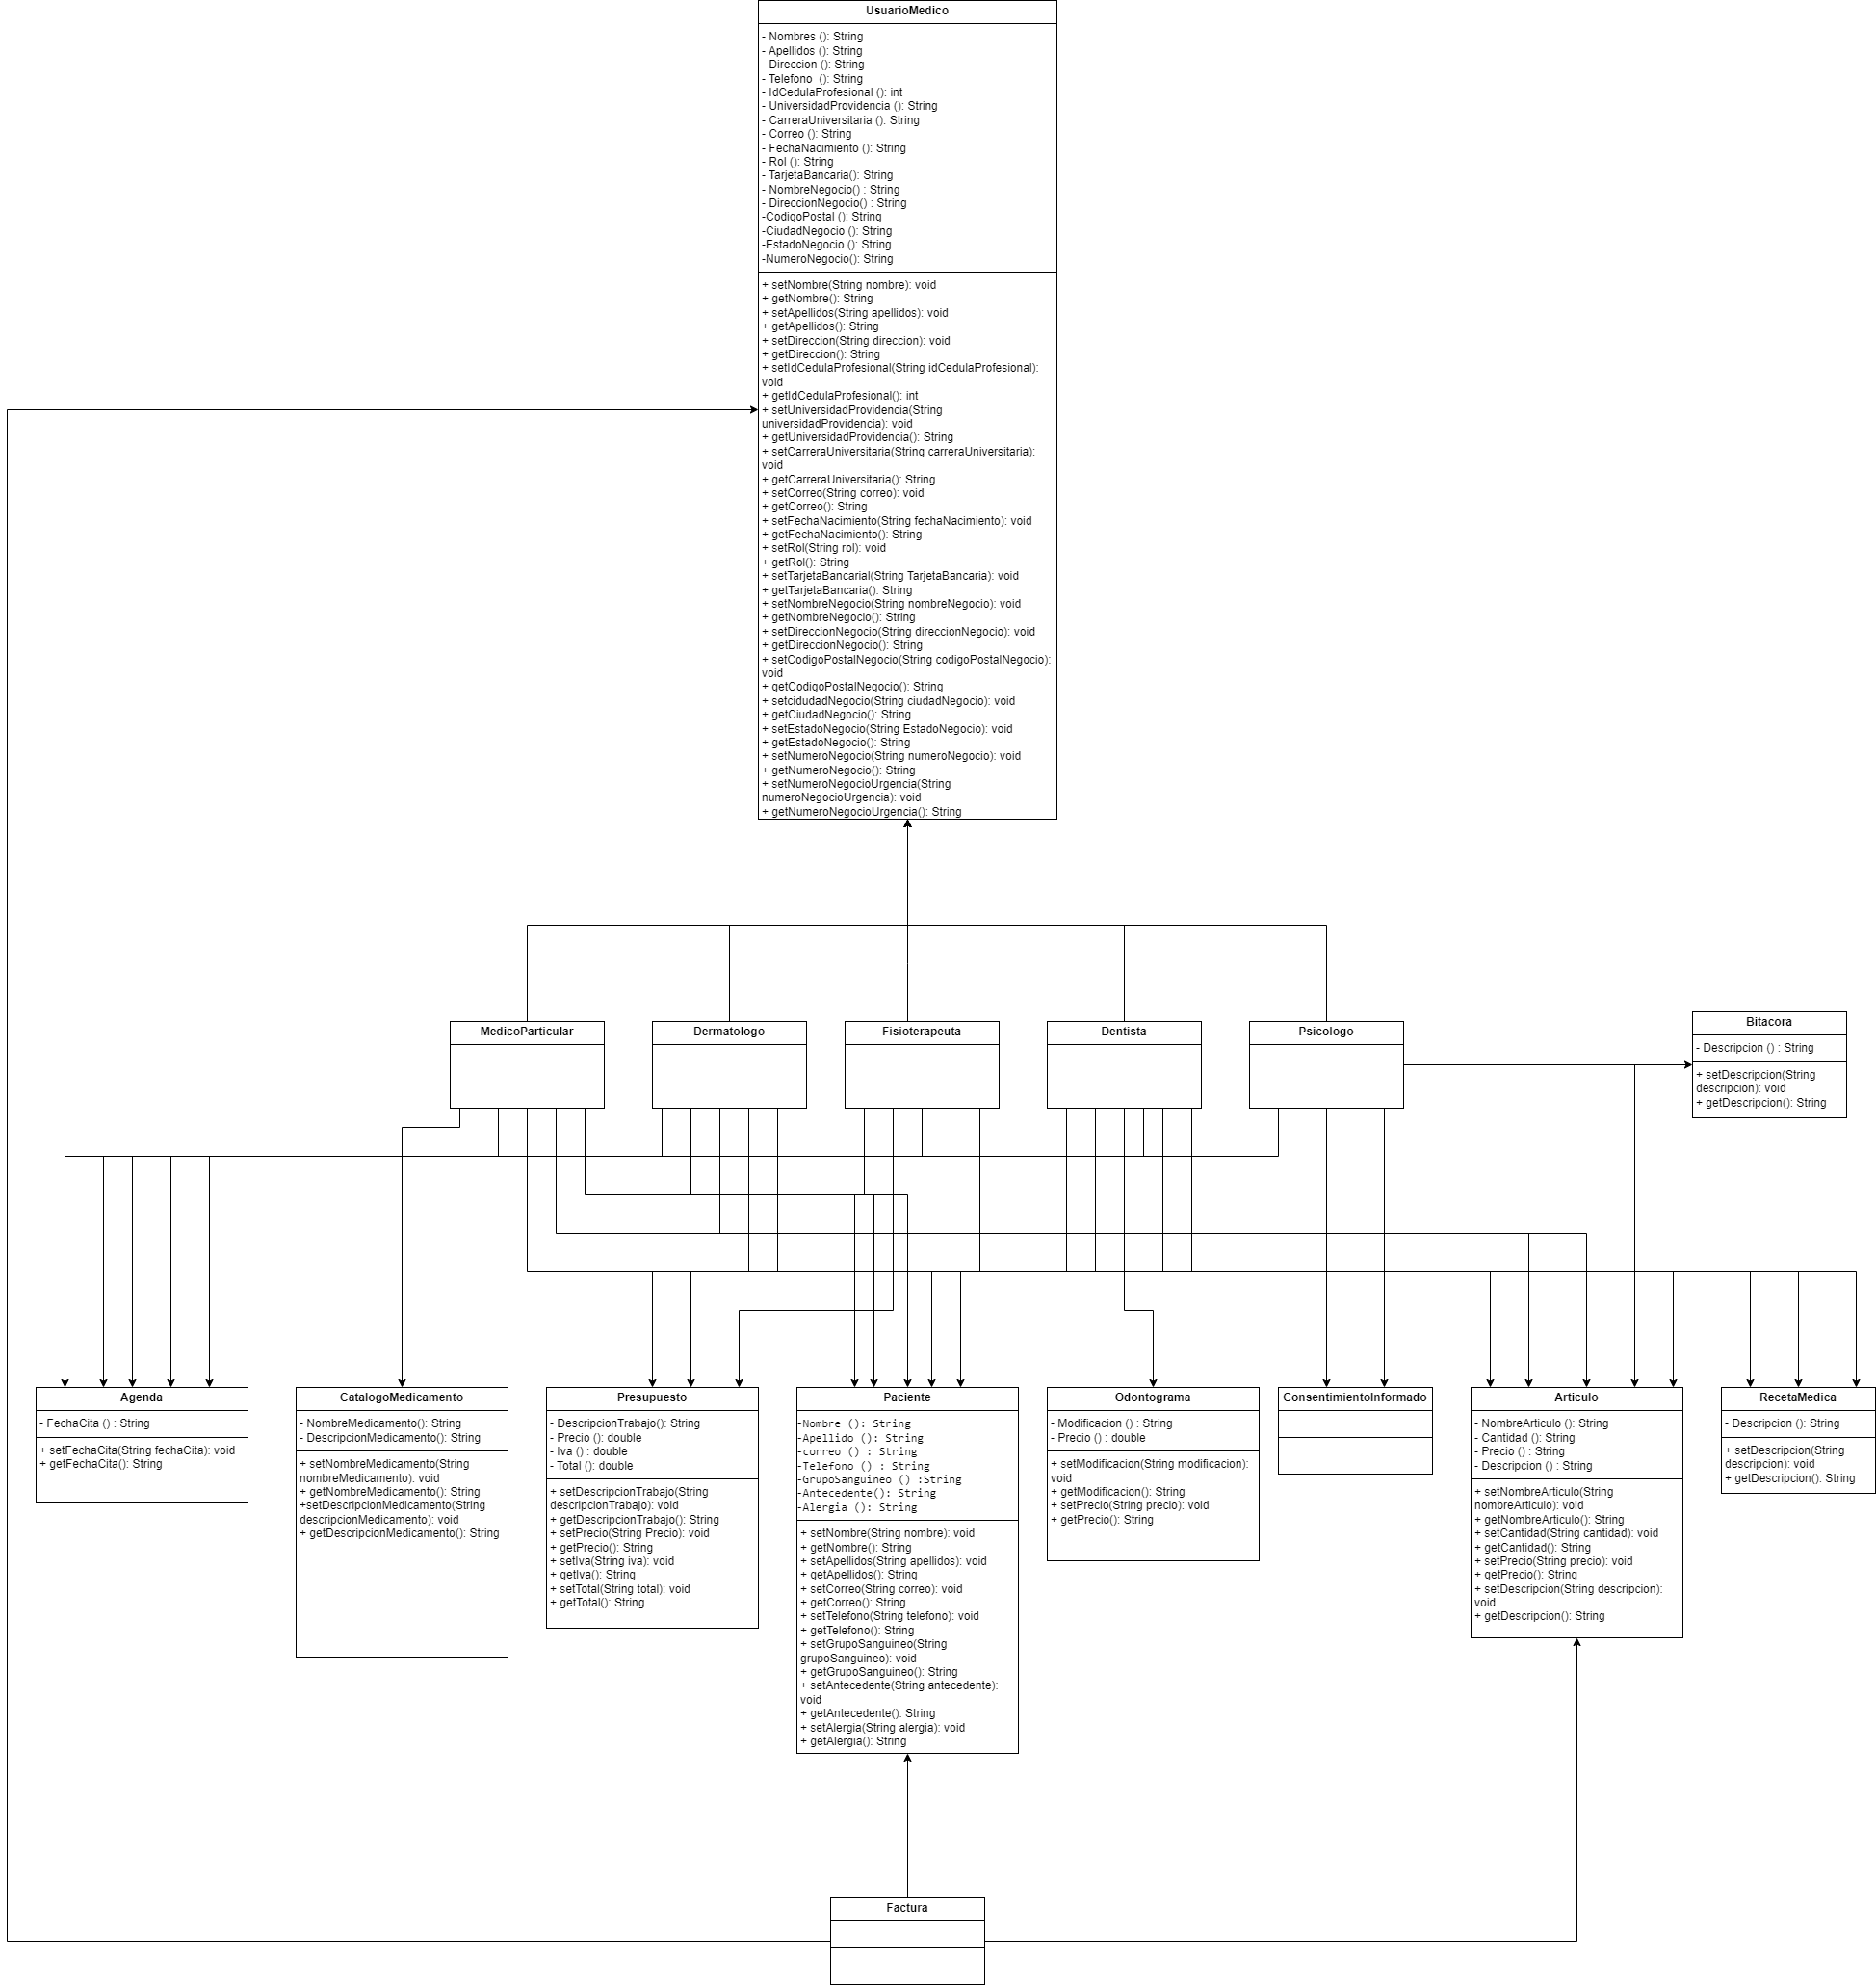 UsuarioMedico
- Nombres (): String
- Apellidos (): String
- Direccion (): String
- Telefono  (): String
- IdCedulaProfesional (): int
- UniversidadProvidencia (): String
- CarreraUniversitaria (): String
- Correo (): String
- FechaNacimiento (): String
- Rol (): String
- TarjetaBancaria(): String
- NombreNegocio() : String
- DireccionNegocio() : String
-CodigoPostal (): String
-CiudadNegocio (): String
-EstadoNegocio (): String
-NumeroNegocio(): String
+ setNombre(String nombre): void
+ getNombre(): String
+ setApellidos(String apellidos): void
+ getApellidos(): String
+ setDireccion(String direccion): void
+ getDireccion(): String
+ setIdCedulaProfesional(String idCedulaProfesional):
void
+ getIdCedulaProfesional(): int
+ setUniversidadProvidencia(String
universidadProvidencia): void
+ getUniversidadProvidencia(): String
+ setCarreraUniversitaria(String carreraUniversitaria):
void
+ getCarreraUniversitaria(): String
+ setCorreo(String correo): void
+ getCorreo(): String
+ setFechaNacimiento(String fechaNacimiento): void
+ getFechaNacimiento(): String
+ setRol(String rol): void
+ getRol(): String
+ setTarjetaBancarial(String TarjetaBancaria): void
+ getTarjetaBancaria(): String
+ setNombreNegocio(String nombreNegocio): void
+ getNombreNegocio(): String
+ setDireccionNegocio(String direccionNegocio): void
+ getDireccionNegocio(): String
+ setCodigoPostalNegocio(String codigoPostalNegocio):
void
+ getCodigoPostalNegocio(): String
+ setcidudadNegocio(String ciudadNegocio): void
+ getCiudadNegocio(): String
+ setEstadoNegocio(String EstadoNegocio): void
+ getEstadoNegocio(): String
+ setNumeroNegocio(String numeroNegocio): void
+ getNumeroNegocio(): String
+ setNumeroNegocioUrgencia(String
numeroNegocioUrgencia): void
+ getNumeroNegocioUrgencia(): String
MedicoParticular
Dermatologo
Fisioterapeuta
Dentista
Psicologo
Bitacora
- Descripcion () : String
+ setDescripcion(String
descripcion): void
+ getDescripcion(): String
Agenda
- FechaCita () : String
+ setFechaCita(String fechaCita): void
+ getFechaCita(): String
CatalogoMedicamento
- NombreMedicamento(): String
- DescripcionMedicamento(): String
+ setNombreMedicamento(String
nombreMedicamento): void
+ getNombreMedicamento(): String
+setDescripcionMedicamento(String
descripcionMedicamento): void
+ getDescripcionMedicamento(): String
Presupuesto
- DescripcionTrabajo(): String
- Precio (): double
- Iva () : double
- Total (): double
+ setDescripcionTrabajo(String
descripcionTrabajo): void
+ getDescripcionTrabajo(): String
+ setPrecio(String Precio): void
+ getPrecio(): String
+ setIva(String iva): void
+ getIva(): String
+ setTotal(String total): void
+ getTotal(): String
Paciente
-Nombre (): String
-Apellido (): String
-correo () : String
-Telefono () : String
-GrupoSanguineo () :String
-Antecedente(): String
-Alergia (): String
+ setNombre(String nombre): void
+ getNombre(): String
+ setApellidos(String apellidos): void
+ getApellidos(): String
+ setCorreo(String correo): void
+ getCorreo(): String
+ setTelefono(String telefono): void
+ getTelefono(): String
+ setGrupoSanguineo(String
grupoSanguineo): void
+ getGrupoSanguineo(): String
+ setAntecedente(String antecedente):
void
+ getAntecedente(): String
+ setAlergia(String alergia): void
+ getAlergia(): String
Odontograma
- Modificacion () : String
- Precio () : double
+ setModificacion(String modificacion):
void
+ getModificacion(): String
+ setPrecio(String precio): void
+ getPrecio(): String
ConsentimientoInformado
Articulo
- NombreArticulo (): String
- Cantidad (): String
- Precio () : String
- Descripcion () : String
+ setNombreArticulo(String
nombreArticulo): void
+ getNombreArticulo(): String
+ setCantidad(String cantidad): void
+ getCantidad(): String
+ setPrecio(String precio): void
+ getPrecio(): String
+ setDescripcion(String descripcion):
void
+ getDescripcion(): String
RecetaMedica
- Descripcion (): String
+ setDescripcion(String
descripcion): void
+ getDescripcion(): String
Factura